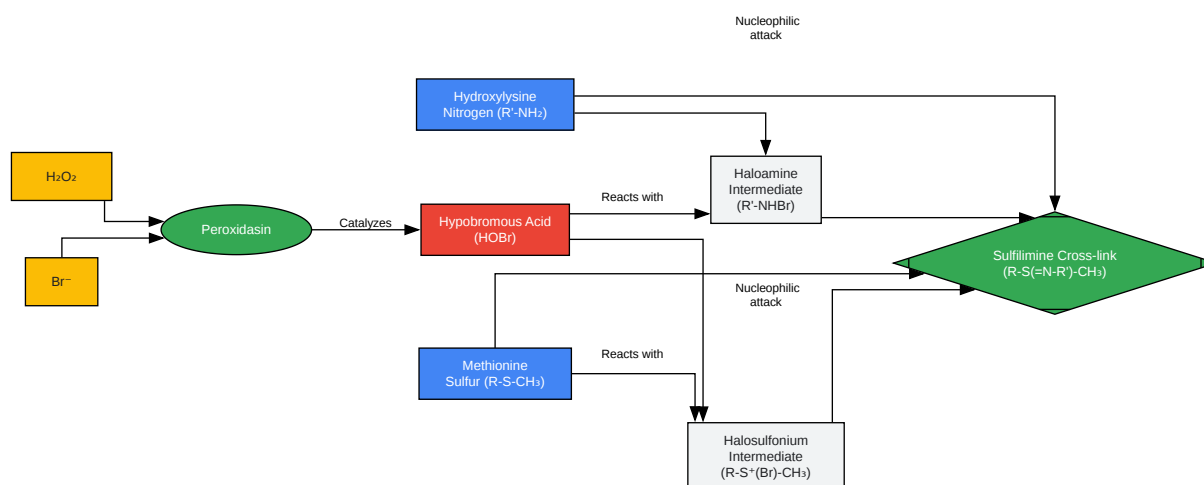 Nucleophilic
attack
Hydroxylysine
Nitrogen (R'-NH₂)
H₂O₂
Haloamine
Intermediate
(R'-NHBr)
Reacts with
Peroxidasin
Catalyzes
Hypobromous Acid
(HOBr)
Sulfilimine Cross-link
(R-S(=N-R')-CH₃)
Br⁻
Nucleophilic
attack
Reacts with
Methionine
Sulfur (R-S-CH₃)
Halosulfonium
Intermediate
(R-S⁺(Br)-CH₃)